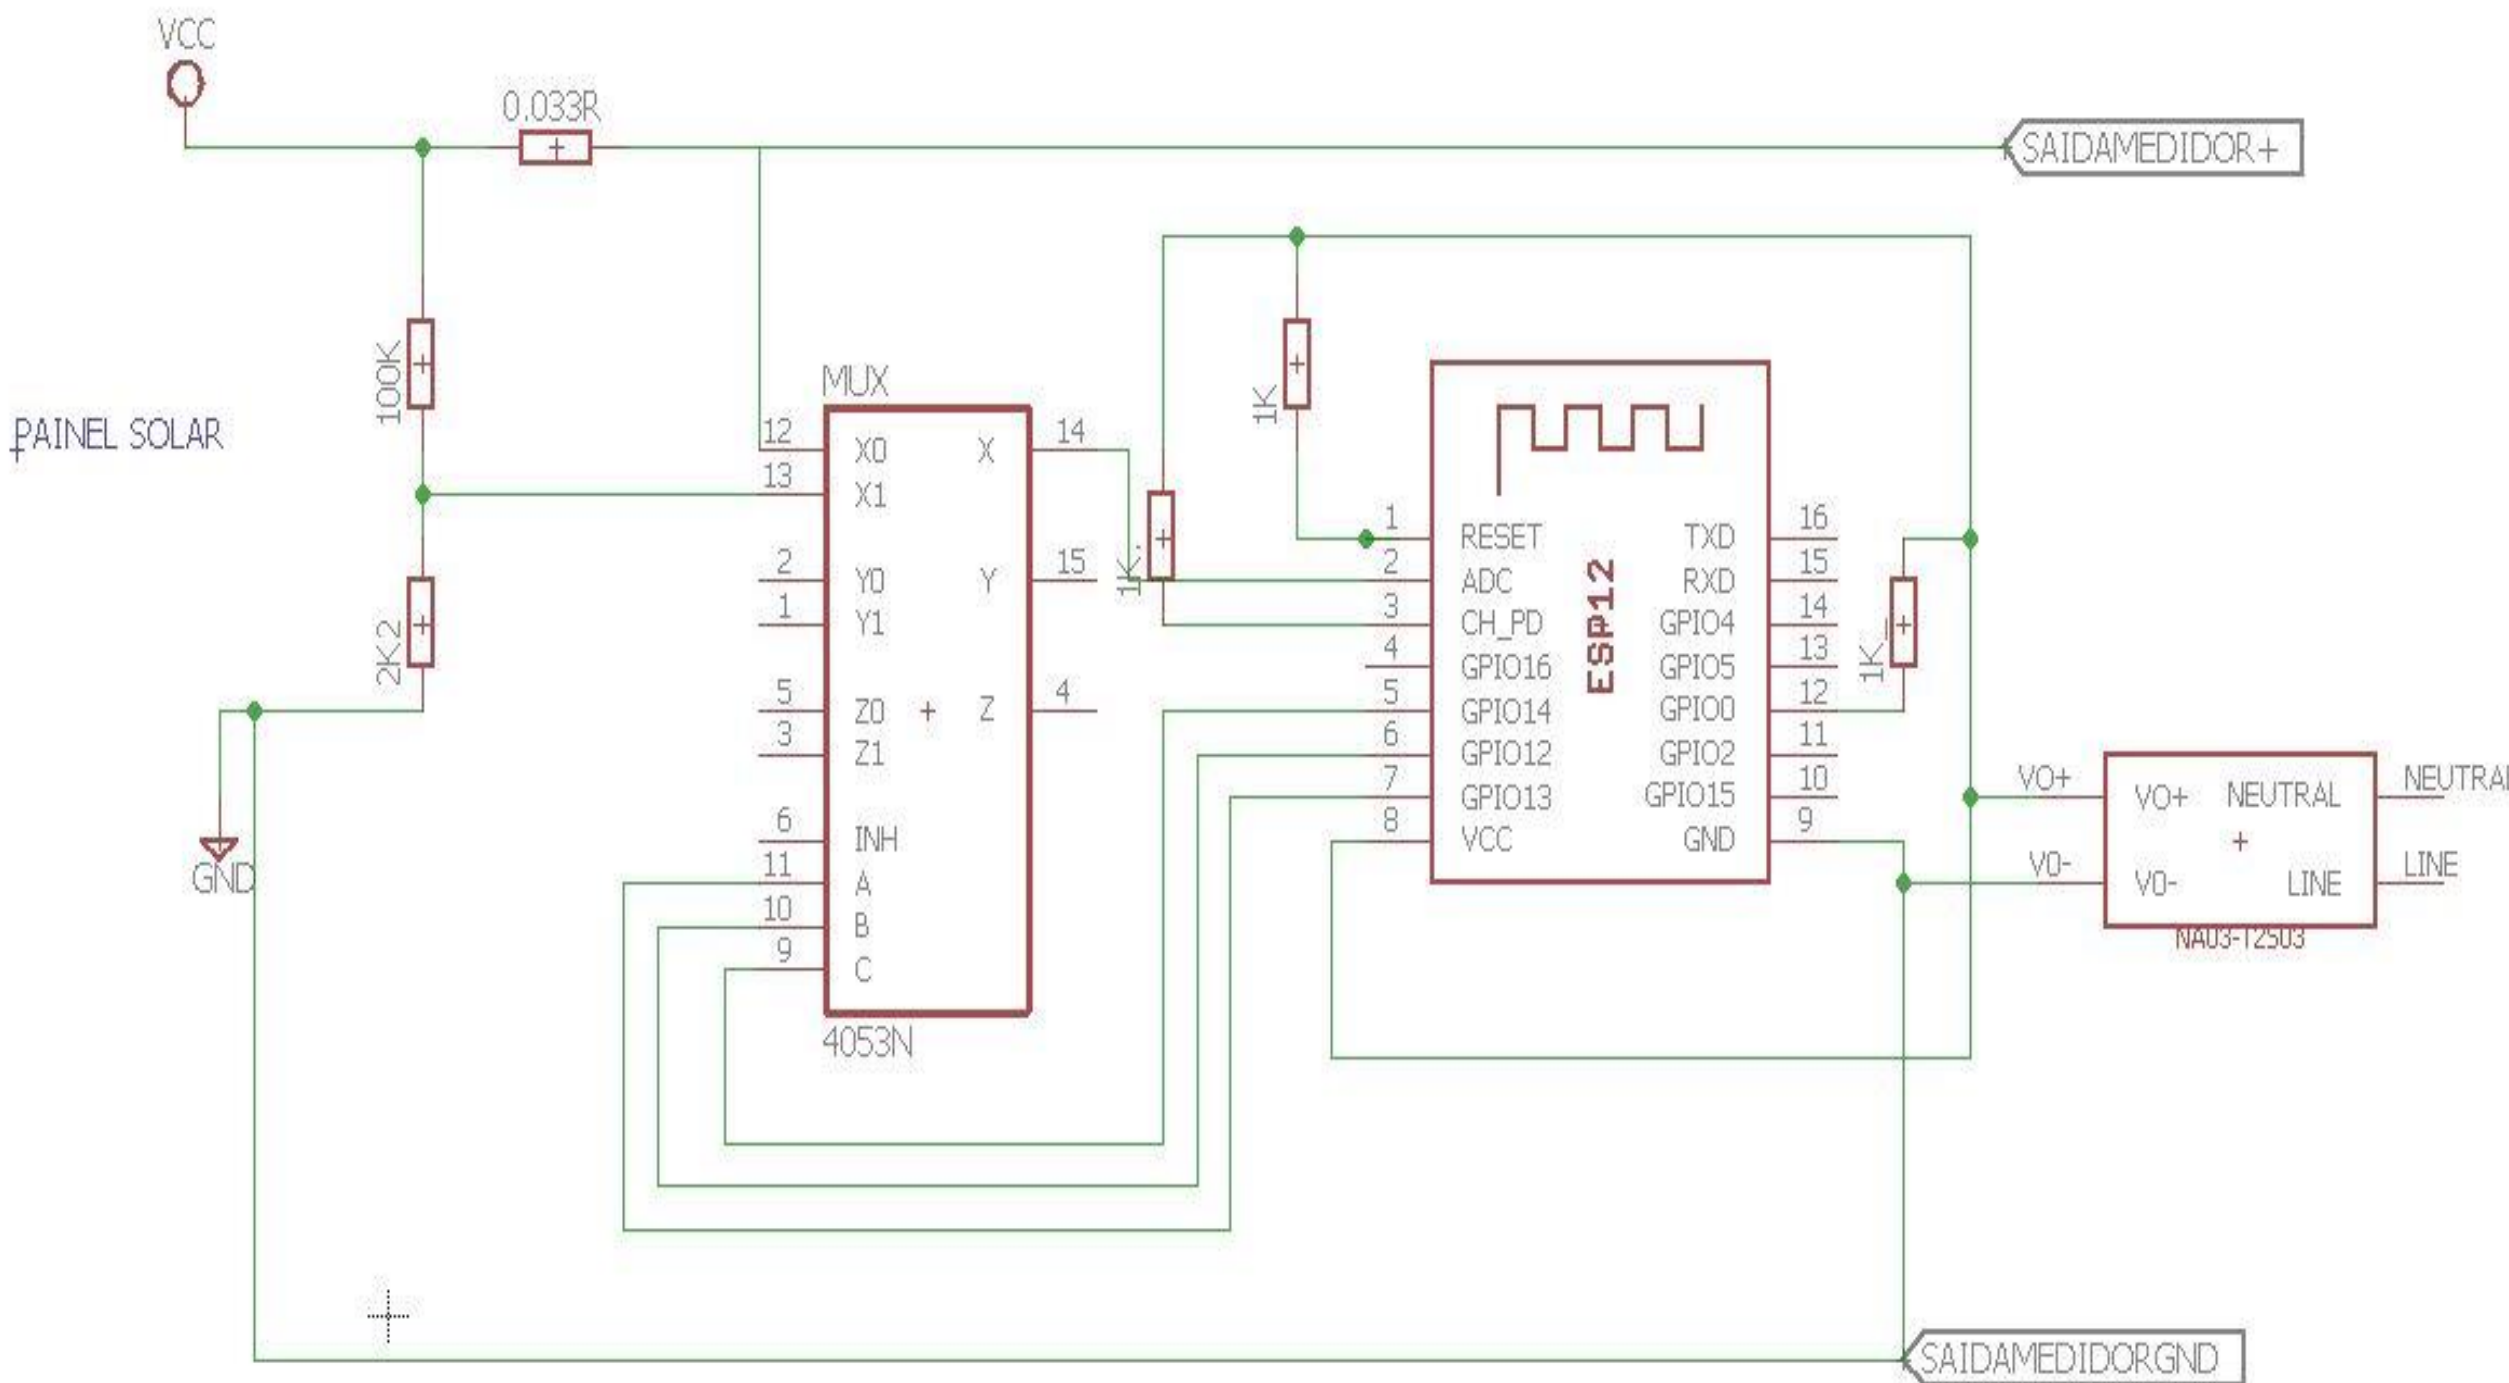 VCC
0.033R
SAIDAMEDIDOR+
100K
PAINEL SOLAR
2K2
GND
MUX
12 X0 X 14
13 X1
2 Y0 Y 15
1 Y1
5 Z0 Z 4
3 Z1
6 INH
11 A
10 B
9 C
4053N
1K
1K.
ESP12
1 RESET TXD 16
2 ADC RXD 15
3 CH_PD GPIO4 14
4 GPIO16 GPIO5 13
5 GPIO14 GPIO0 12
6 GPIO12 GPIO2 11
7 GPIO13 GPIO15 10
8 VCC GND 9
1K_
VO+ VO+ NEUTRAL NEUTRAL
V0- V0- LINE LINE
NA03-T2S03
SAIDAMEDIDORGND